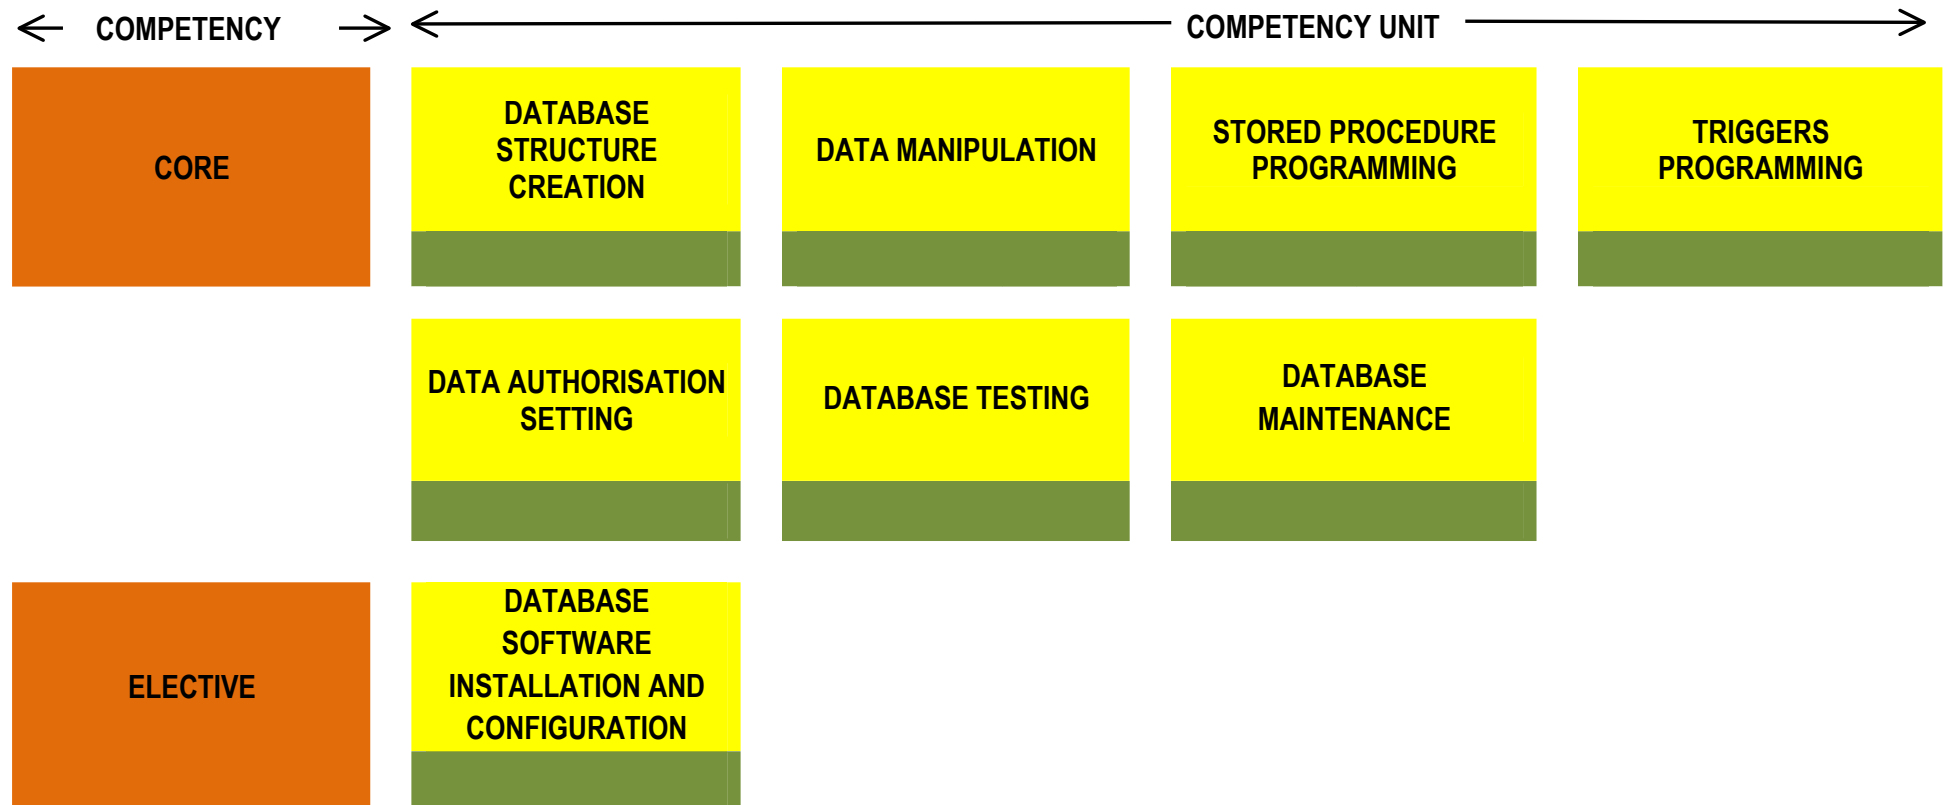 COMPETENCY
COMPETENCY UNIT
CORE
DATABASE
STRUCTURE
CREATION
DATA MANIPULATION
STORED PROCEDURE
PROGRAMMING
TRIGGERS
PROGRAMMING
DATA AUTHORISATION
SETTING
DATABASE TESTING
DATABASE
MAINTENANCE
ELECTIVE
DATABASE
SOFTWARE
INSTALLATION AND
CONFIGURATION